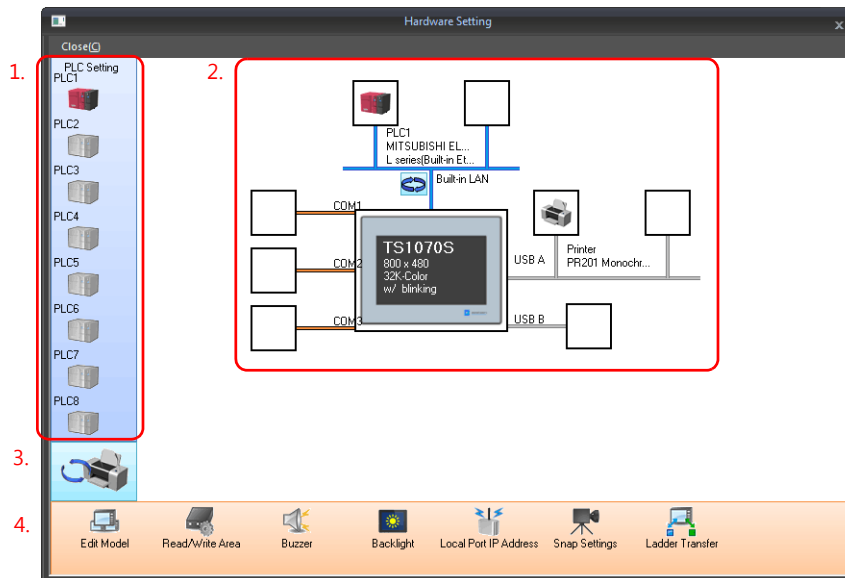 Hardware Setting
Close(C)
1.
PLC Setting
PLC1
PLC2
PLC3
PLC4
PLC5
PLC6
PLC7
PLC8
2.
PLC1
MITSUBISHI EL...
L series(Built-in Et...
Built-in LAN
COM1
COM2
COM3
TS1070S
800 x 480
32K-Color
w/ blinking
USB A
Printer
PR201 Monochr...
USB B
3.
4.
Edit Model
Read/Write Area
Buzzer
Backlight
Local Port IP Address
Snap Settings
Ladder Transfer